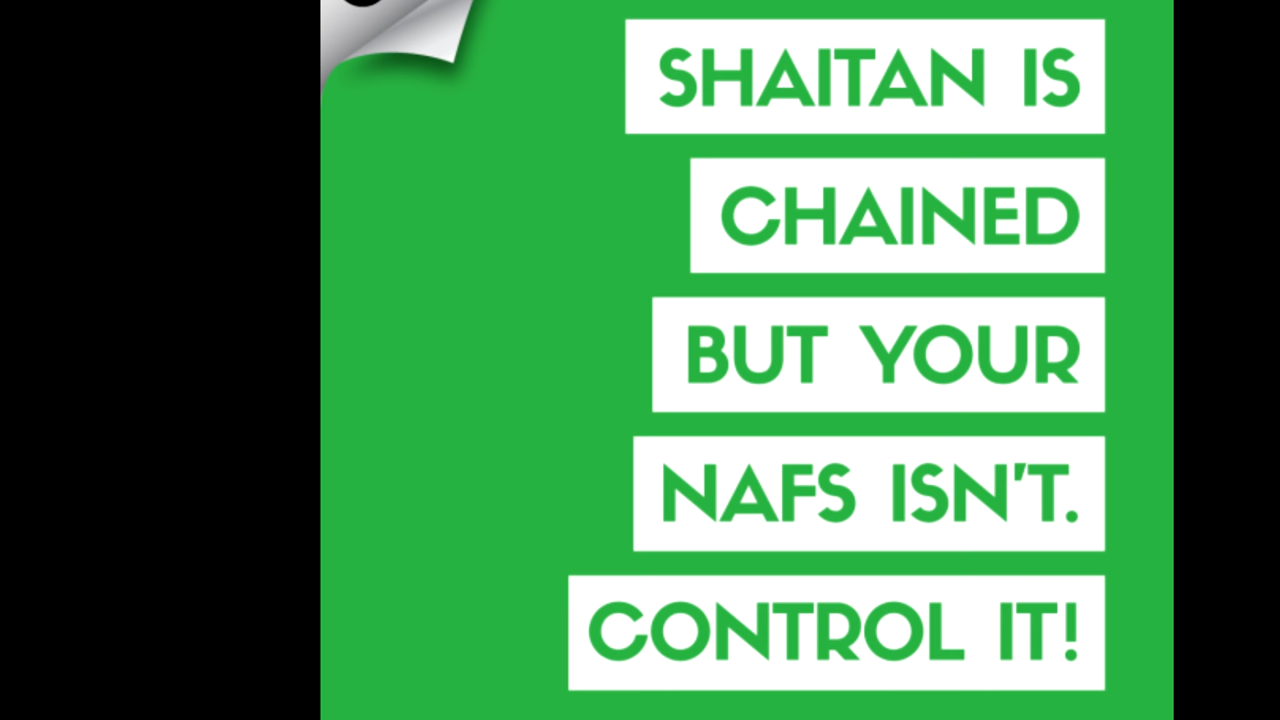 SHAITAN IS
CHAINED
BUT YOUR
NAFS ISN'T.
CONTROL IT!